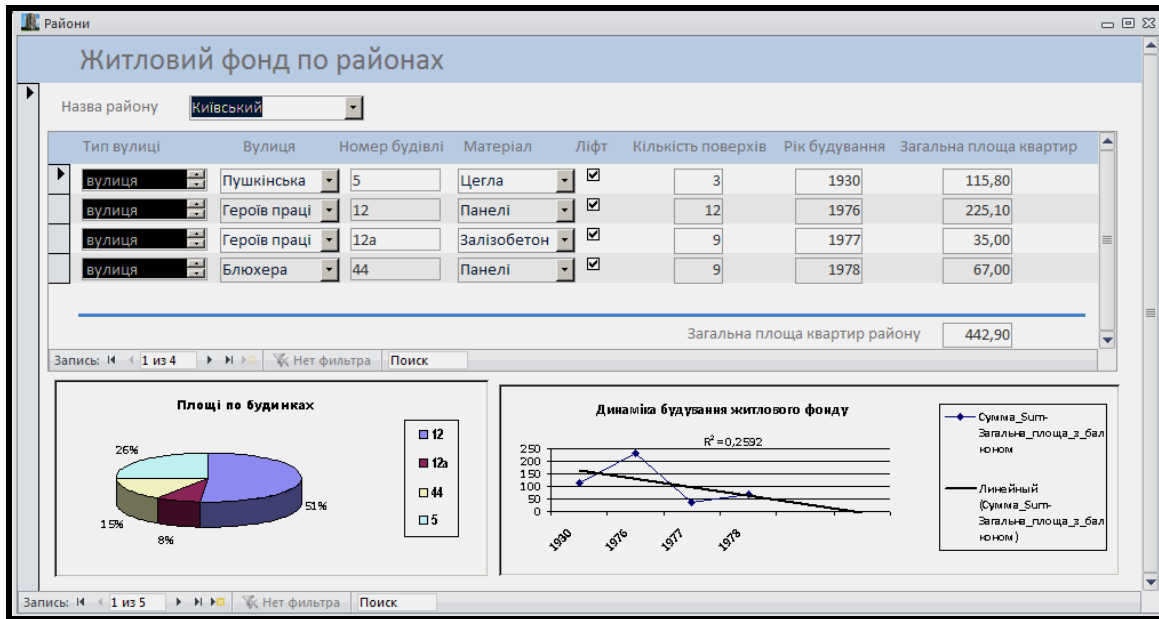 Райони
Житловий фонд по районах
Назва району Київський
Тип вулиці Вулиця Номер будівлі Матеріал Ліфт Кількість поверхів Рік будування Загальна площа квартир
вулиця Пушкінська 5 Цегла 3 1930 115,80
вулиця Героїв праці 12 Панелі 12 1976 225,10
вулиця Героїв праці 12а Залізобетон 9 1977 35,00
вулиця Блюхера 44 Панелі 9 1978 67,00
Загальна площа квартир району 442,90
Запись: 1 из 4 Нет фильтра Поиск
Площі по будинках
26%
51%
15%
8%
12
12а
44
5
Динаміка будування житлового фонду
R²=0,2592
250
200
150
100
50
0
1930 1976 1977 1978
Сумма_Sum-
Загальна_площа_з_бал
коном
Линейный
(Сумма_Sum-
Загальна_площа_з_бал
коном)
Запись: 1 из 5 Нет фильтра Поиск